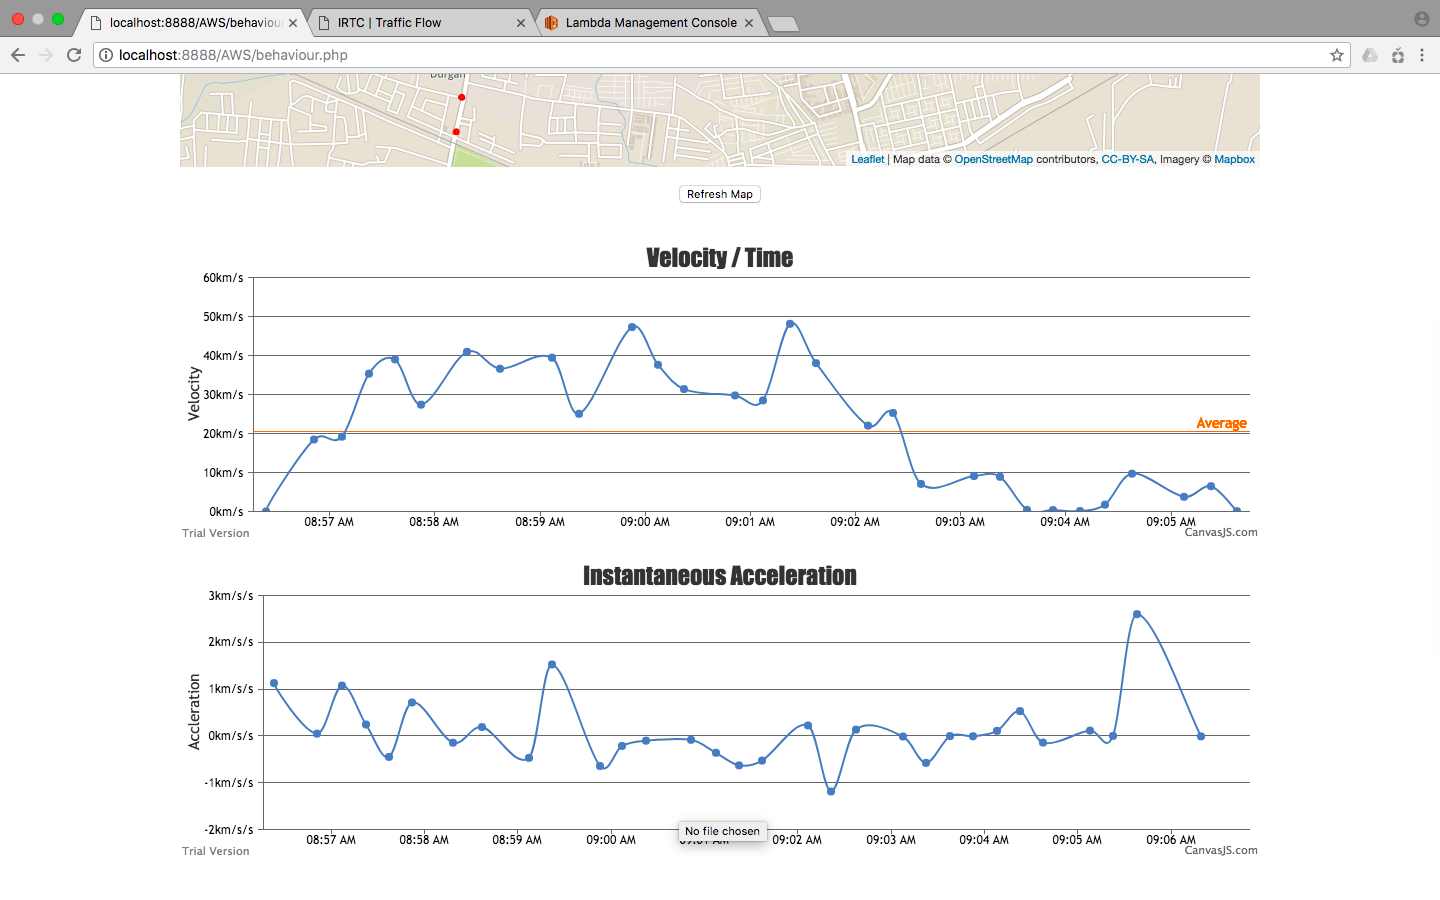 localhost:8888/AWS/behaviour
IRTC | Traffic Flow
Lambda Management Console
localhost:8888/AWS/behaviour.php
Leaflet | Map data © OpenStreetMap contributors, CC-BY-SA, Imagery © Mapbox
Refresh Map
Velocity / Time
60km/s
50km/s
40km/s
30km/s
20km/s
10km/s
0km/s
Velocity
Average
08:57 AM 08:58 AM 08:59 AM 09:00 AM 09:01 AM 09:02 AM 09:03 AM 09:04 AM 09:05 AM
Trial Version
CanvasJS.com
Instantaneous Acceleration
3km/s/s
2km/s/s
1km/s/s
0km/s/s
-1km/s/s
-2km/s/s
Accleration
No file chosen
08:57 AM 08:58 AM 08:59 AM 09:00 AM 09:01 AM 09:02 AM 09:03 AM 09:04 AM 09:05 AM 09:06 AM
Trial Version
CanvasJS.com